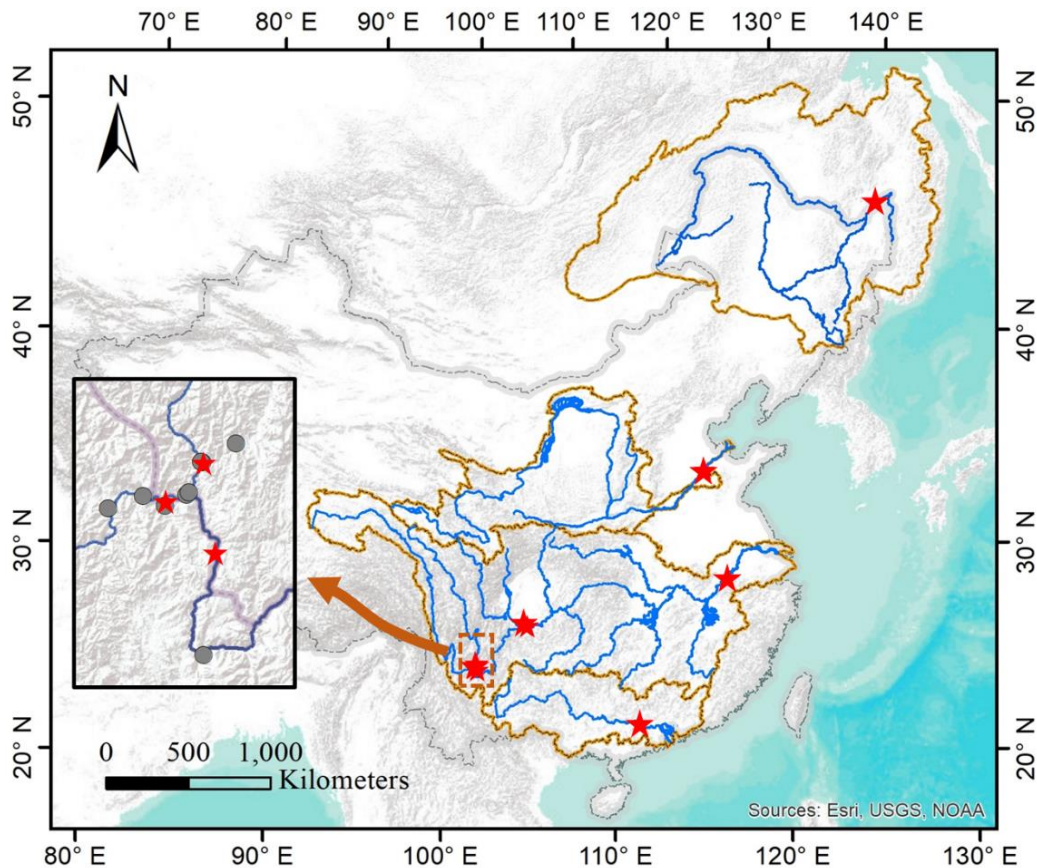 70° E 80° E 90° E 100° E 110° E 120° E 130° E 140° E
N
50° N 50° N
40° N 40° N
30° N 30° N
20° N 20° N
0 500 1,000
Kilometers
Sources: Esri, USGS, NOAA
80° E 90° E 100° E 110° E 120° E 130° E